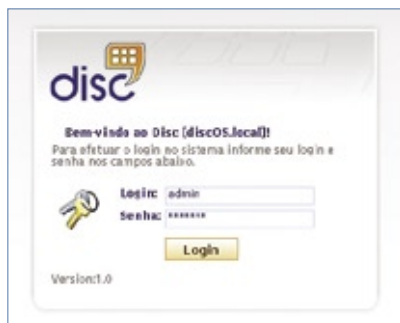 disc
Bem-vindo ao Disc [discOS.local]!
Para efetuar o login no sistema informe seu login e
senha nos campos abaixo.
Login: admin
Senha: *******
Login
Version:1.0